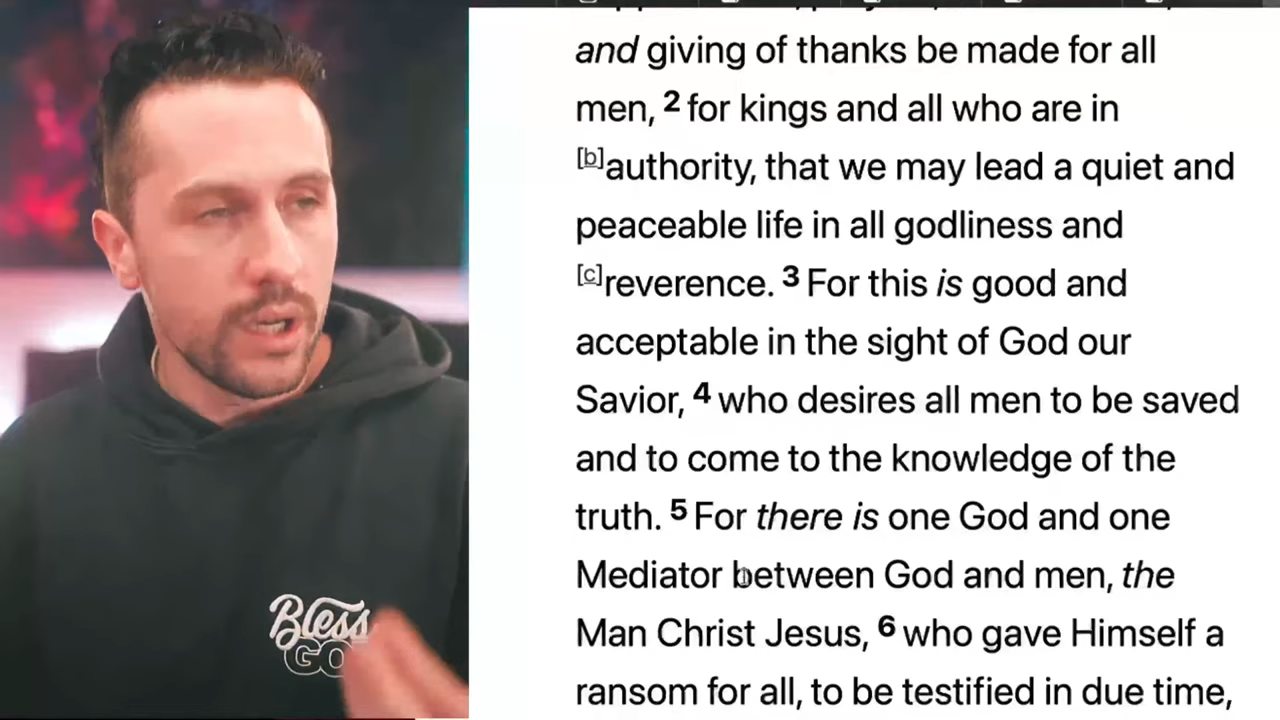 and giving of thanks be made for all
men, 2 for kings and all who are in
[b]authority, that we may lead a quiet and
peaceable life in all godliness and
[c]reverence. 3 For this is good and
acceptable in the sight of God our
Savior, 4 who desires all men to be saved
and to come to the knowledge of the
truth. 5 For there is one God and one
Mediator between God and men, the
Man Christ Jesus, 6 who gave Himself a
ransom for all, to be testified in due time,
Bless
GO